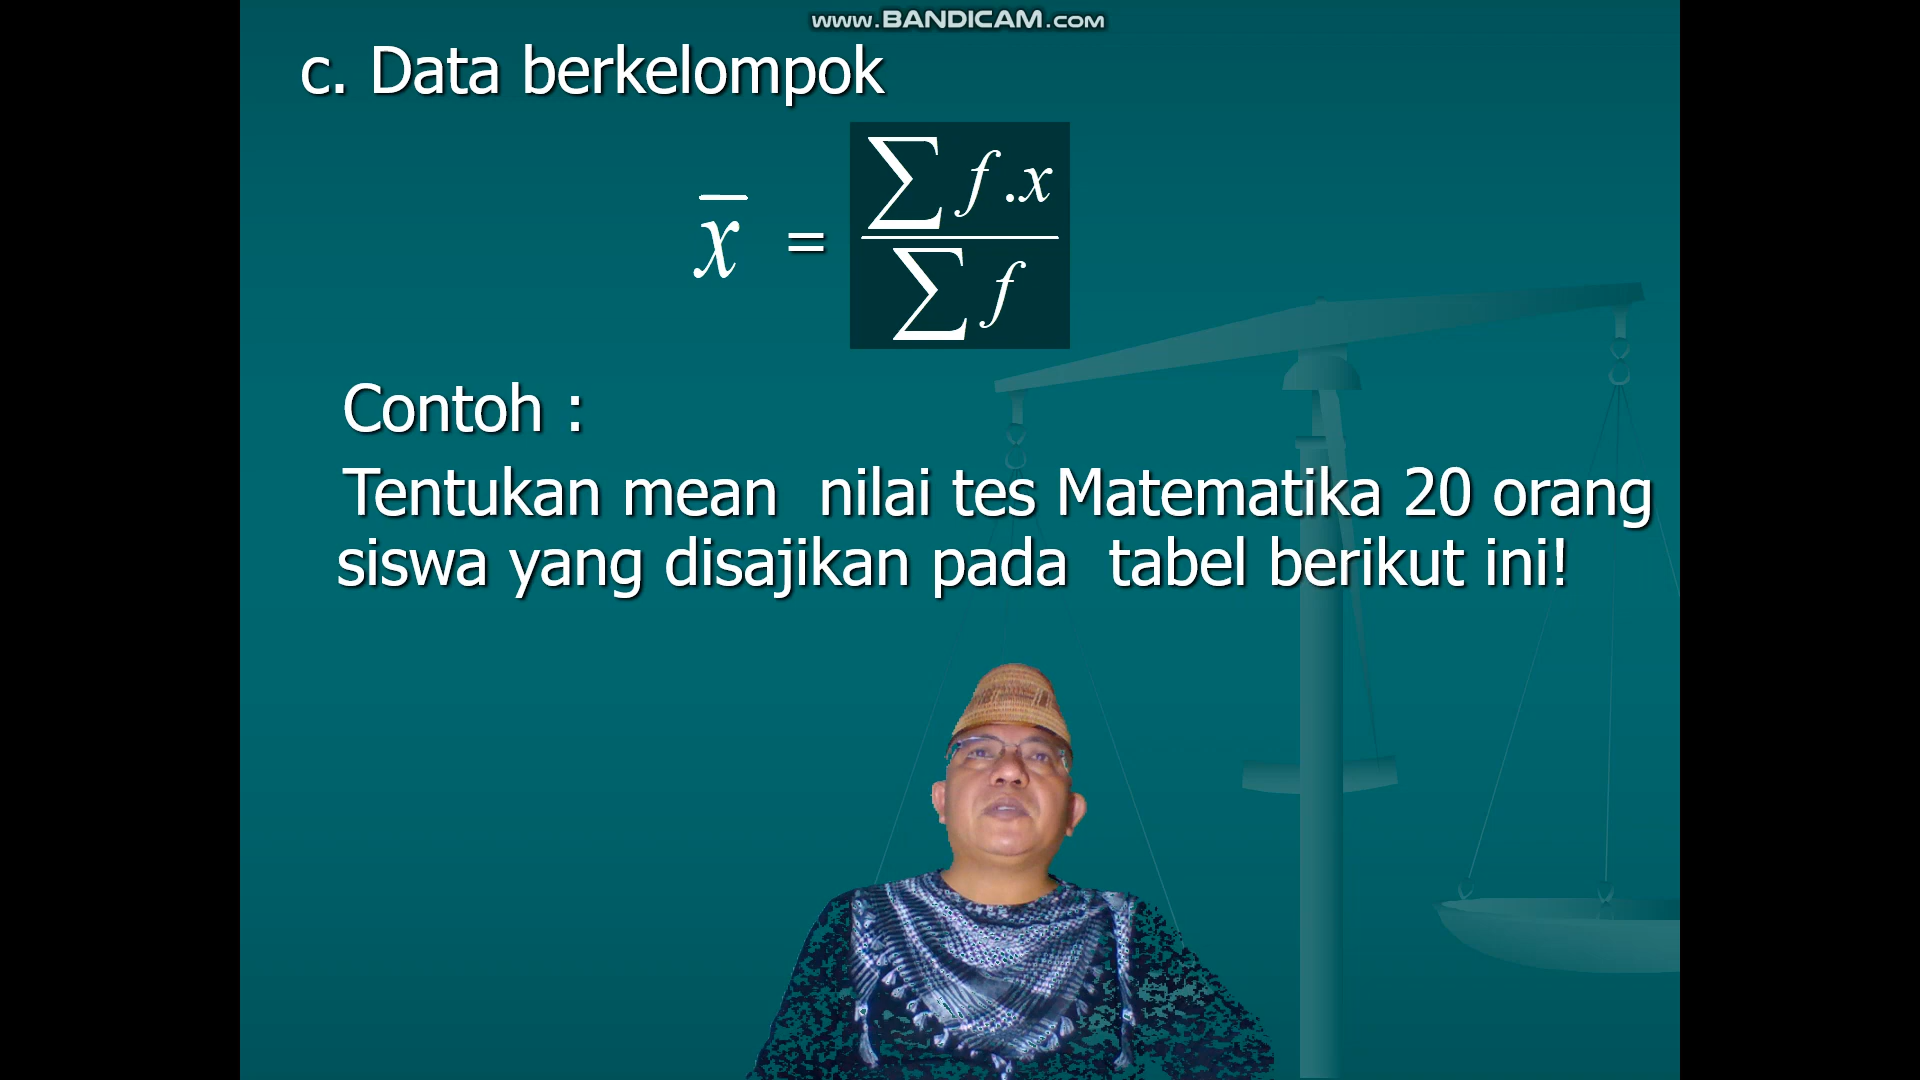 www.BANDICAM.com
c. Data berkelompok
x̄ = ∑ f .x / ∑ f
Contoh :
Tentukan mean nilai tes Matematika 20 orang
siswa yang disajikan pada tabel berikut ini!